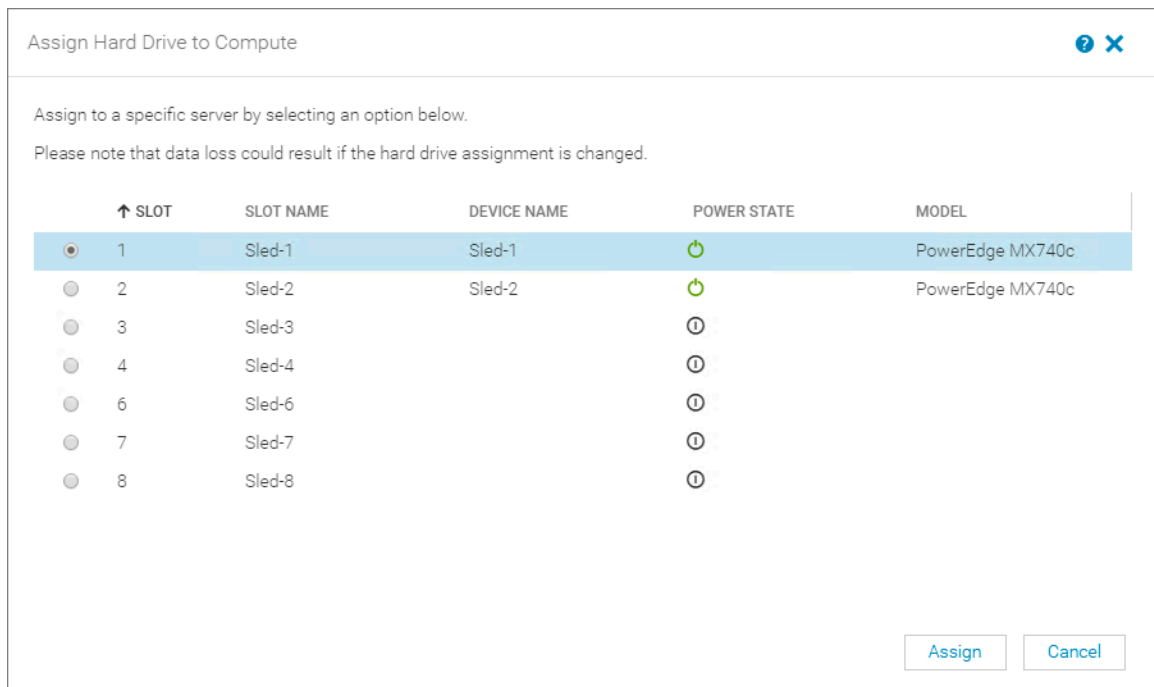 Assign Hard Drive to Compute
Assign to a specific server by selecting an option below.
Please note that data loss could result if the hard drive assignment is changed.
SLOT SLOT NAME DEVICE NAME POWER STATE MODEL
1 Sled-1 Sled-1 PowerEdge MX740c
2 Sled-2 Sled-2 PowerEdge MX740c
3 Sled-3
4 Sled-4
6 Sled-6
7 Sled-7
8 Sled-8
Assign Cancel